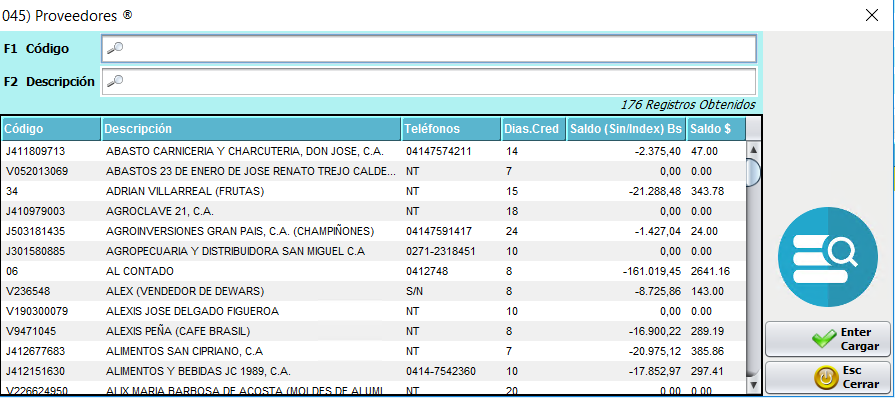 045) Proveedores ®
F1 Código
F2 Descripción
176 Registros Obtenidos
Código Descripción Teléfonos Dias.Cred Saldo (Sin/Index) Bs Saldo $
J411809713 ABASTO CARNICERIA Y CHARCUTERIA, DON JOSE, C.A. 04147574211 14 -2.375,40 47.00
V052013069 ABASTOS 23 DE ENERO DE JOSE RENATO TREJO CALDE... NT 7 0,00 0.00
34 ADRIAN VILLARREAL (FRUTAS) NT 15 -21.288,48 343.78
J410979003 AGROCLAVE 21, C.A. NT 18 0,00 0.00
J503181435 AGROINVERSIONES GRAN PAIS, C.A. (CHAMPIÑONES) 04147591417 24 -1.427,04 24.00
J301580885 AGROPECUARIA Y DISTRIBUIDORA SAN MIGUEL C.A 0271-2318451 10 0,00 0.00
06 AL CONTADO 0412748 8 -161.019,45 2641.16
V236548 ALEX (VENDEDOR DE DEWARS) S/N 8 -8.725,86 143.00
V190300079 ALEXIS JOSE DELGADO FIGUEROA NT 10 0,00 0.00
V9471045 ALEXIS PEÑA (CAFE BRASIL) NT 8 -16.900,22 289.19
J412677683 ALIMENTOS SAN CIPRIANO, C.A NT 7 -20.975,12 385.86
J412151630 ALIMENTOS Y BEBIDAS JC 1989, C.A. 0414-7542360 10 -17.852,97 297.41
V226624950 ALIX MARIA BARBOSA DE ACOSTA (MOLDES DE ALUMI NT 20 0,00 0.00
Enter
Cargar
Esc
Cerrar